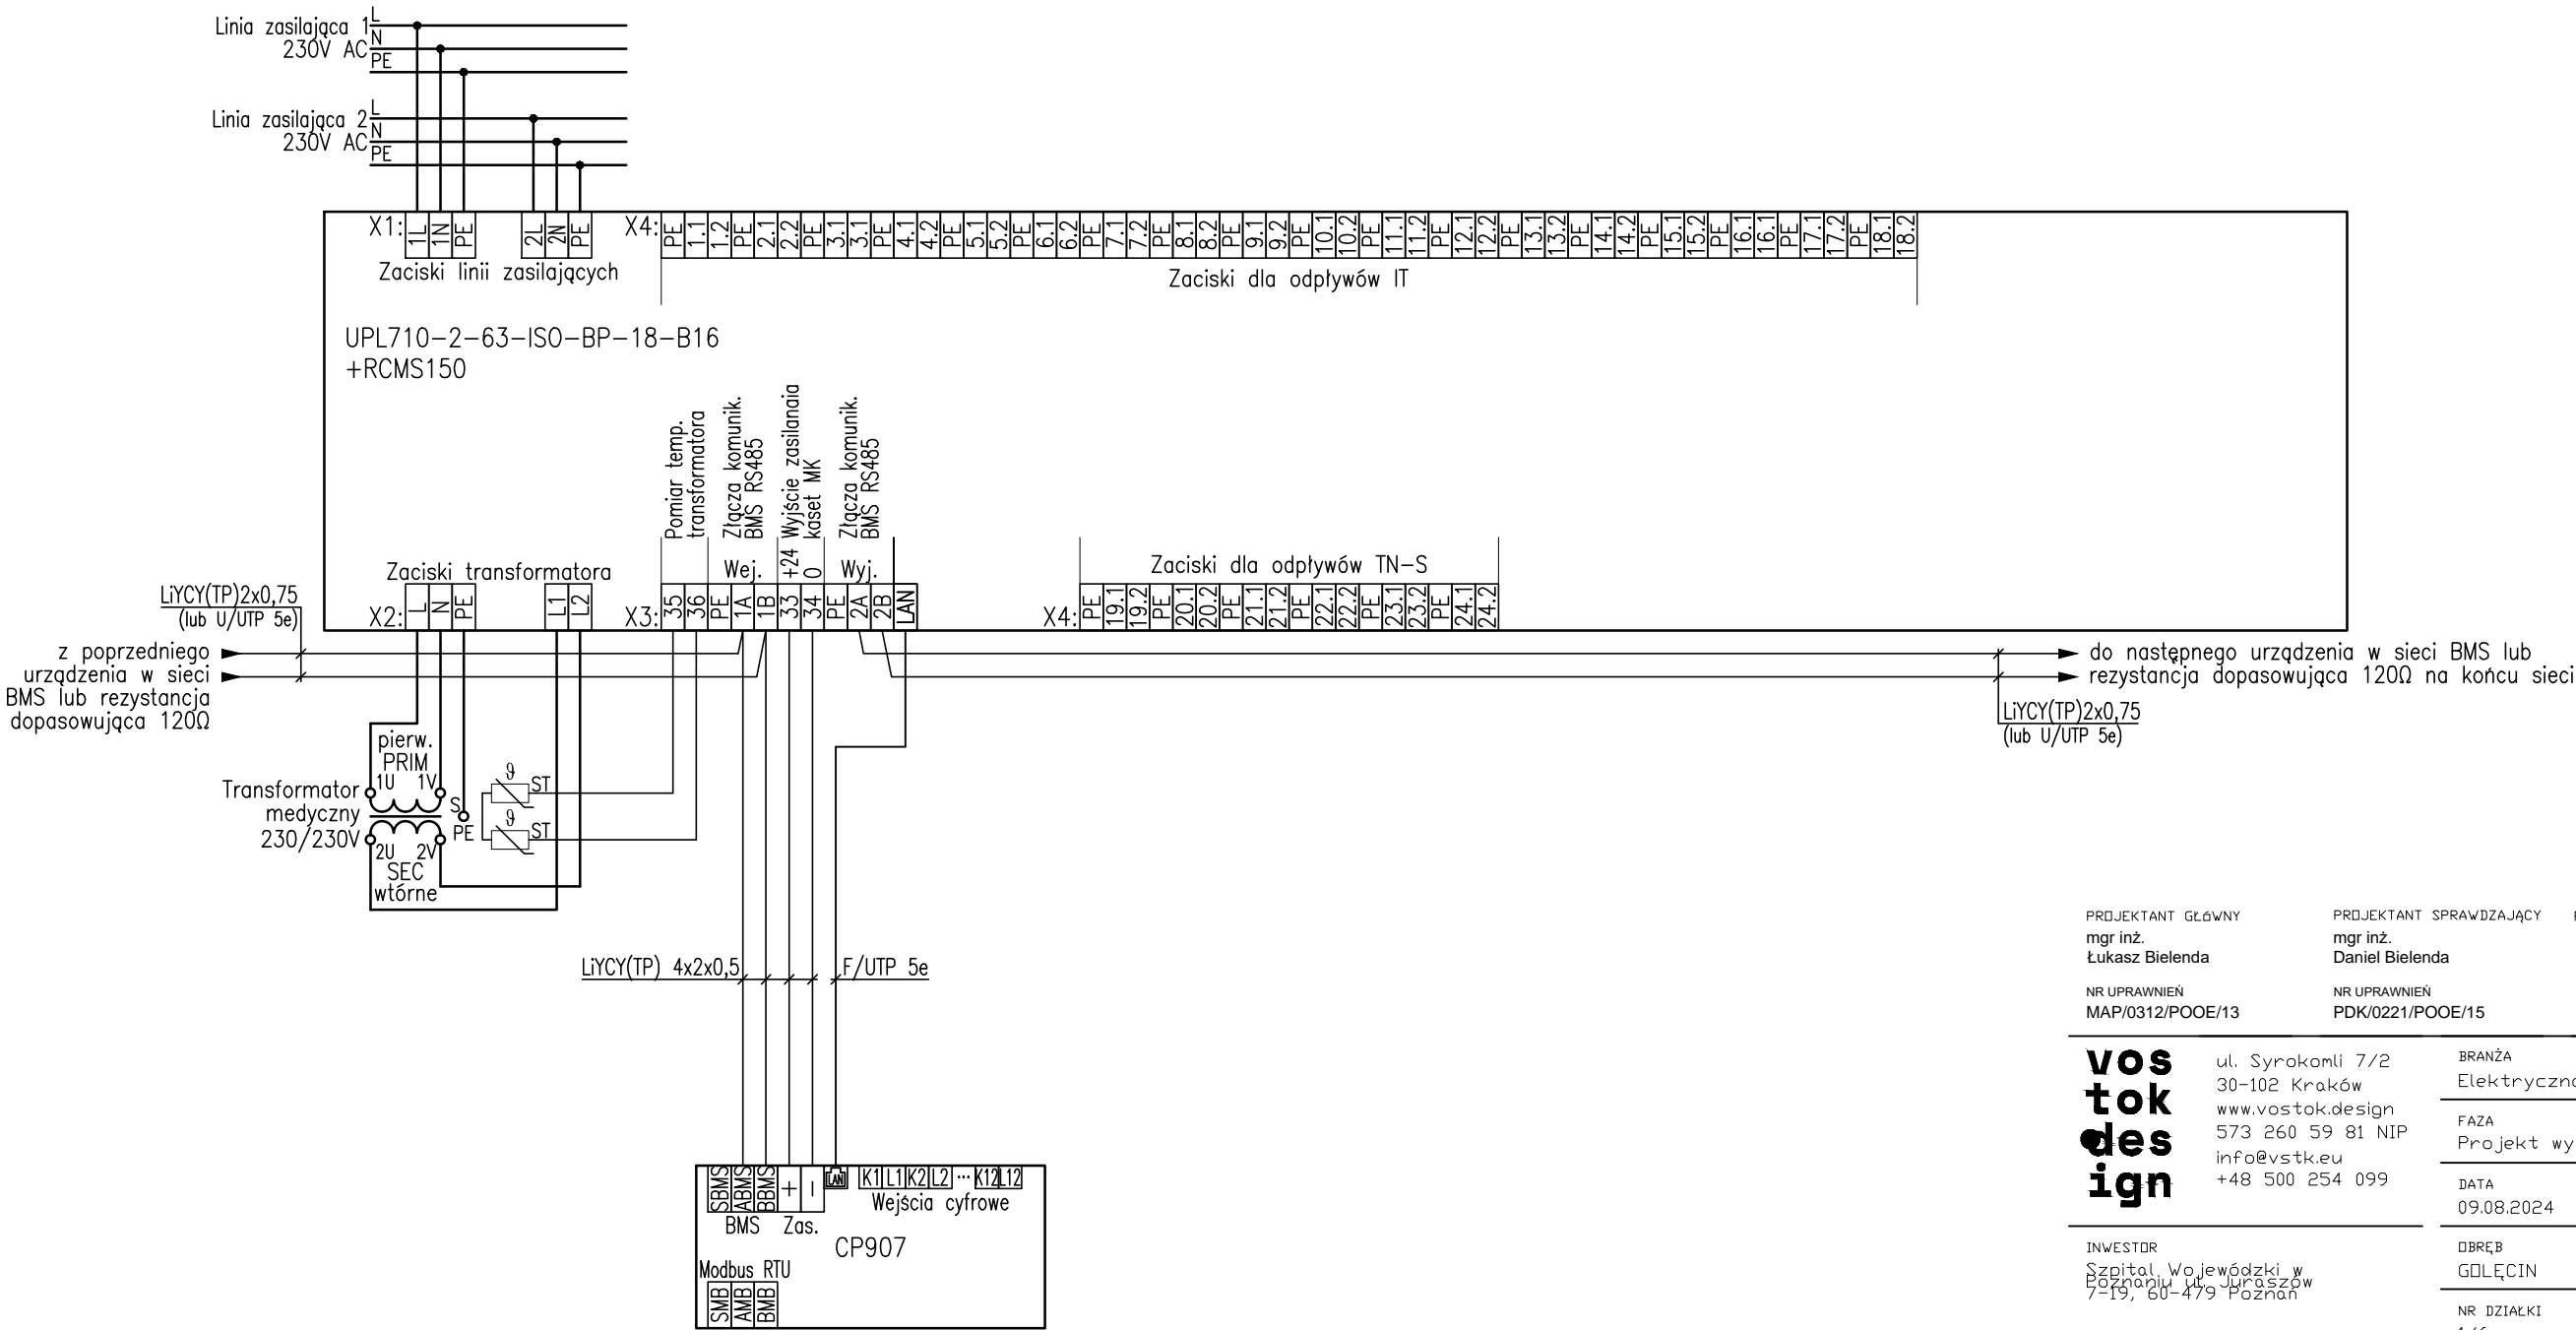 Linia zasilająca 1
230V AC
L
N
PE
Linia zasilająca 2
230V AC
L
N
PE
X1: 1L 1N PE 2L 2N PE
Zaciski linii zasilających
X4: PE 1.1 1.2 PE 2.1 2.2 PE 3.1 3.1 PE 4.1 4.2 PE 5.1 5.2 PE 6.1 6.2 PE 7.1 7.2 PE 8.1 8.2 PE 9.1 9.2 PE 10.1 10.2 PE 11.1 11.2 PE 12.1 12.2 PE 13.1 13.2 PE 14.1 14.2 PE 15.1 15.2 PE 16.1 16.1 PE 17.1 17.2 PE 18.1 18.2
Zaciski dla odpływów IT
UPL710-2-63-ISO-BP-18-B16
+RCMS150
Pomiar temp.
transformatora
Złącza komunik.
BMS RS485
Wej.
+24 Wyjście zasilanaia
0 kaset MK
Złącza komunik.
BMS RS485
Wyj.
Zaciski transformatora
X2: L N PE L1 L2
X3: 35 36 PE 1A 1B 33 34 PE 2A 2B LAN
Zaciski dla odpływów TN-S
X4: PE 19.1 19.2 PE 20.1 20.2 PE 21.1 21.2 PE 22.1 22.2 PE 23.1 23.2 PE 24.1 24.2
LiYCY(TP)2x0,75
(lub U/UTP 5e)
z poprzedniego
urządzenia w sieci
BMS lub rezystancja
dopasowująca 120Ω
do następnego urządzenia w sieci BMS lub
rezystancja dopasowująca 120Ω na końcu sieci
LiYCY(TP)2x0,75
(lub U/UTP 5e)
pierw.
PRIM
1U 1V
Transformator
medyczny
230/230V
S
PE
2U 2V
SEC
wtórne
ϑ ST
ϑ ST
LiYCY(TP) 4x2x0,5
F/UTP 5e
SBMS ABMS BBMS + − LAN K1 L1 K2 L2 ... K12 L12
BMS Zas.
Wejścia cyfrowe
CP907
Modbus RTU
SMB AMB BMB
PROJEKTANT GŁÓWNY
mgr inż.
Łukasz Bielenda
NR UPRAWNIEŃ
MAP/0312/POOE/13
PROJEKTANT SPRAWDZAJĄCY
mgr inż.
Daniel Bielenda
NR UPRAWNIEŃ
PDK/0221/POOE/15
vos
tok
des
ign
ul. Syrokomli 7/2
30-102 Kraków
www.vostok.design
573 260 59 81 NIP
info@vstk.eu
+48 500 254 099
BRANŻA
Elektryczna
FAZA
Projekt wy
DATA
09.08.2024
INWESTOR
Szpital Wojewódzki w
Poznaniu ul. Juraszów
7-19, 60-479 Poznań
OBRĘB
GOLĘCIN
NR DZIAŁKI